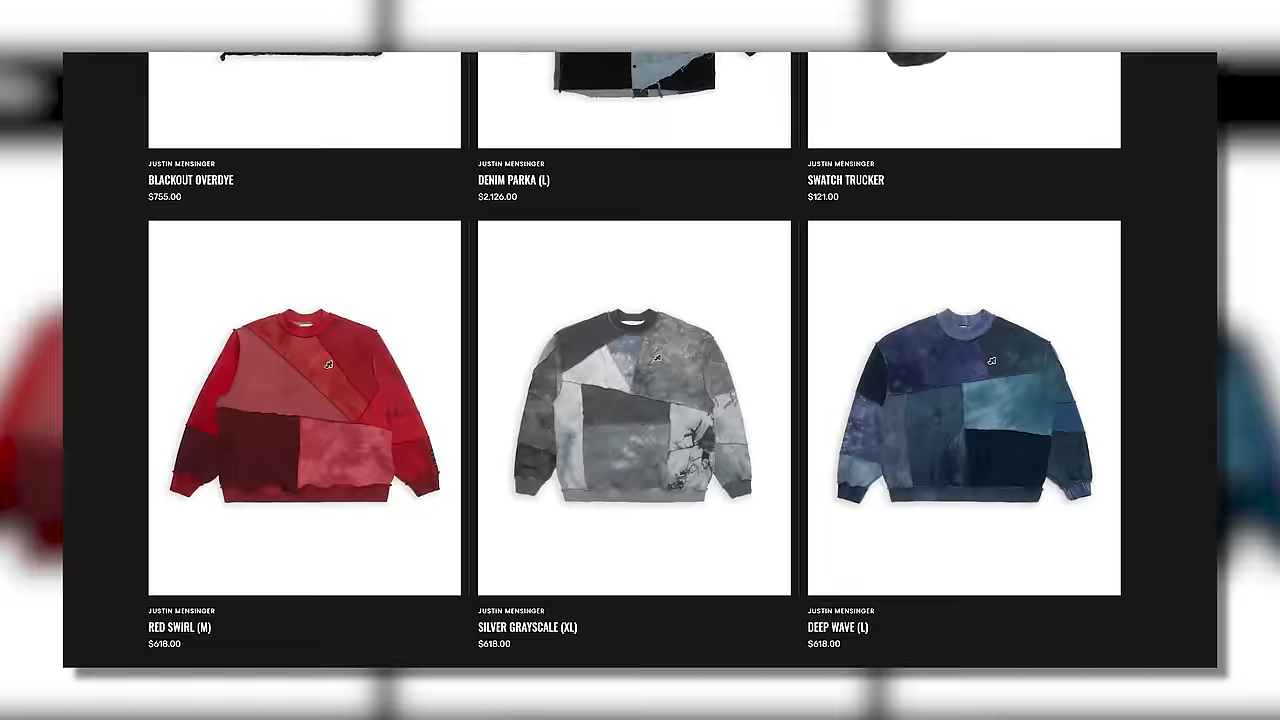 JUSTIN MENSINGER
BLACKOUT OVERDYE
$755.00
JUSTIN MENSINGER
DENIM PARKA (L)
$2,126.00
JUSTIN MENSINGER
SWATCH TRUCKER
$121.00
JUSTIN MENSINGER
RED SWIRL (M)
$618.00
JUSTIN MENSINGER
SILVER GRAYSCALE (XL)
$618.00
JUSTIN MENSINGER
DEEP WAVE (L)
$618.00